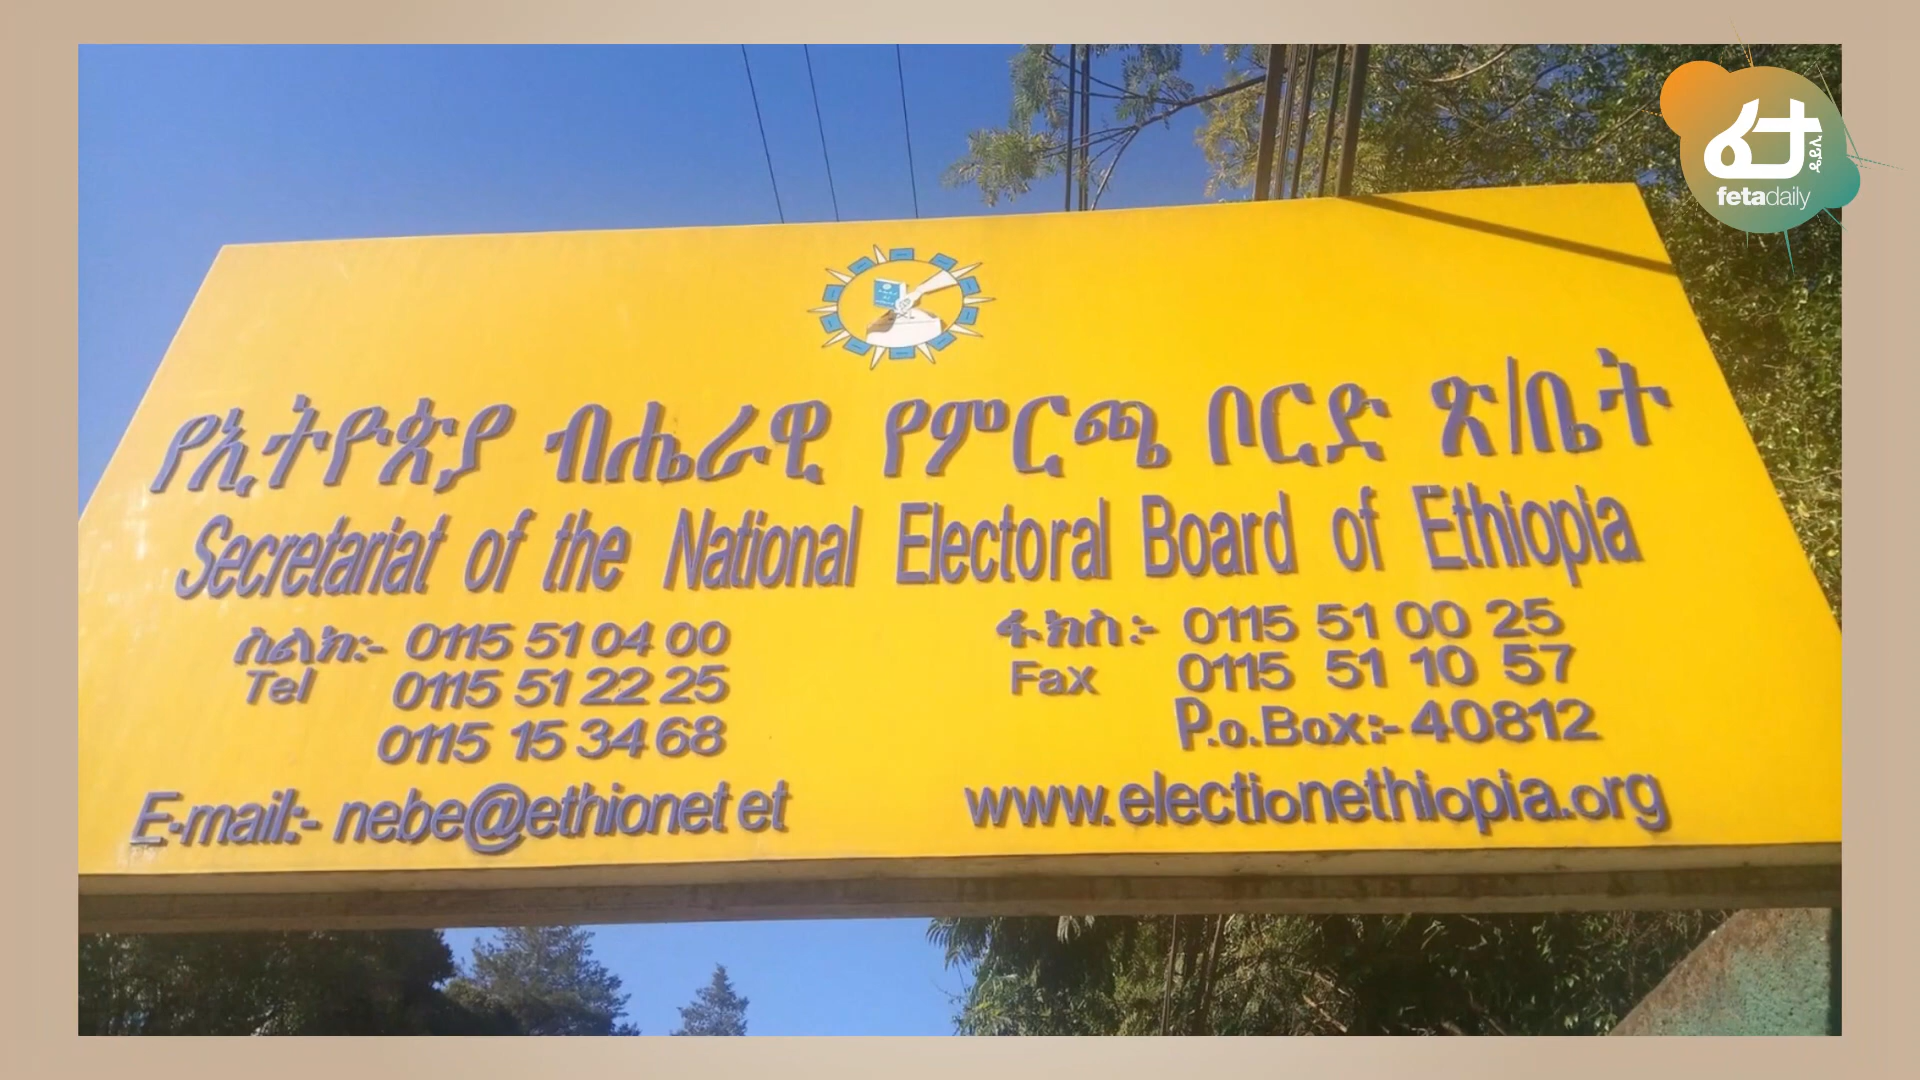 የኢትዮጵያ ብሔራዊ የምርጫ ቦርድ ጽ/ቤት
Secretariat of the National Electoral Board of Ethiopia
ስልክ:- 0115 51 04 00
Tel 0115 51 22 25
0115 15 34 68
ፋክስ:- 0115 51 00 25
Fax 0115 51 10 57
P.o.Box:- 40812
E-mail:- nebe@ethionet et
www.electionethiopia.org
ፈታ
fetadaily